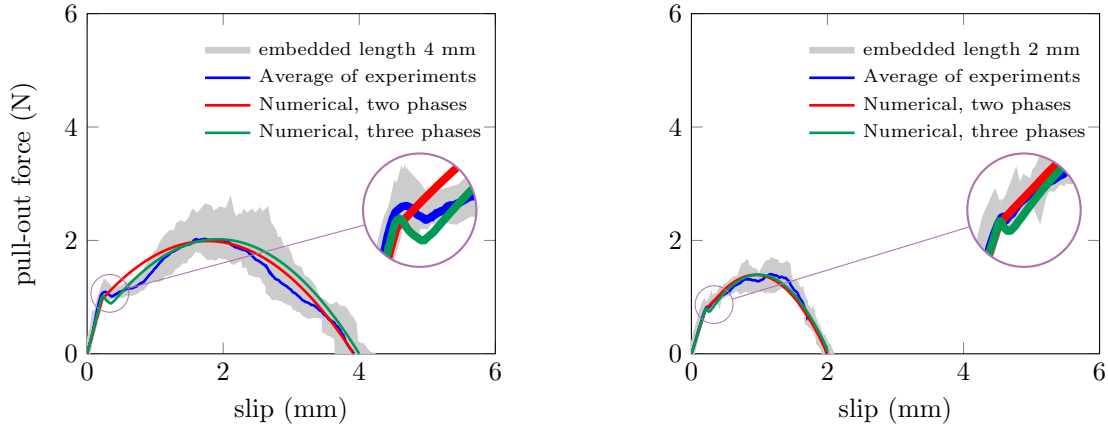 6
4
2
0
0
2
4
6
pull-out force (N)
slip (mm)
embedded length 4 mm
Average of experiments
Numerical, two phases
Numerical, three phases
6
4
2
0
0
2
4
6
slip (mm)
embedded length 2 mm
Average of experiments
Numerical, two phases
Numerical, three phases